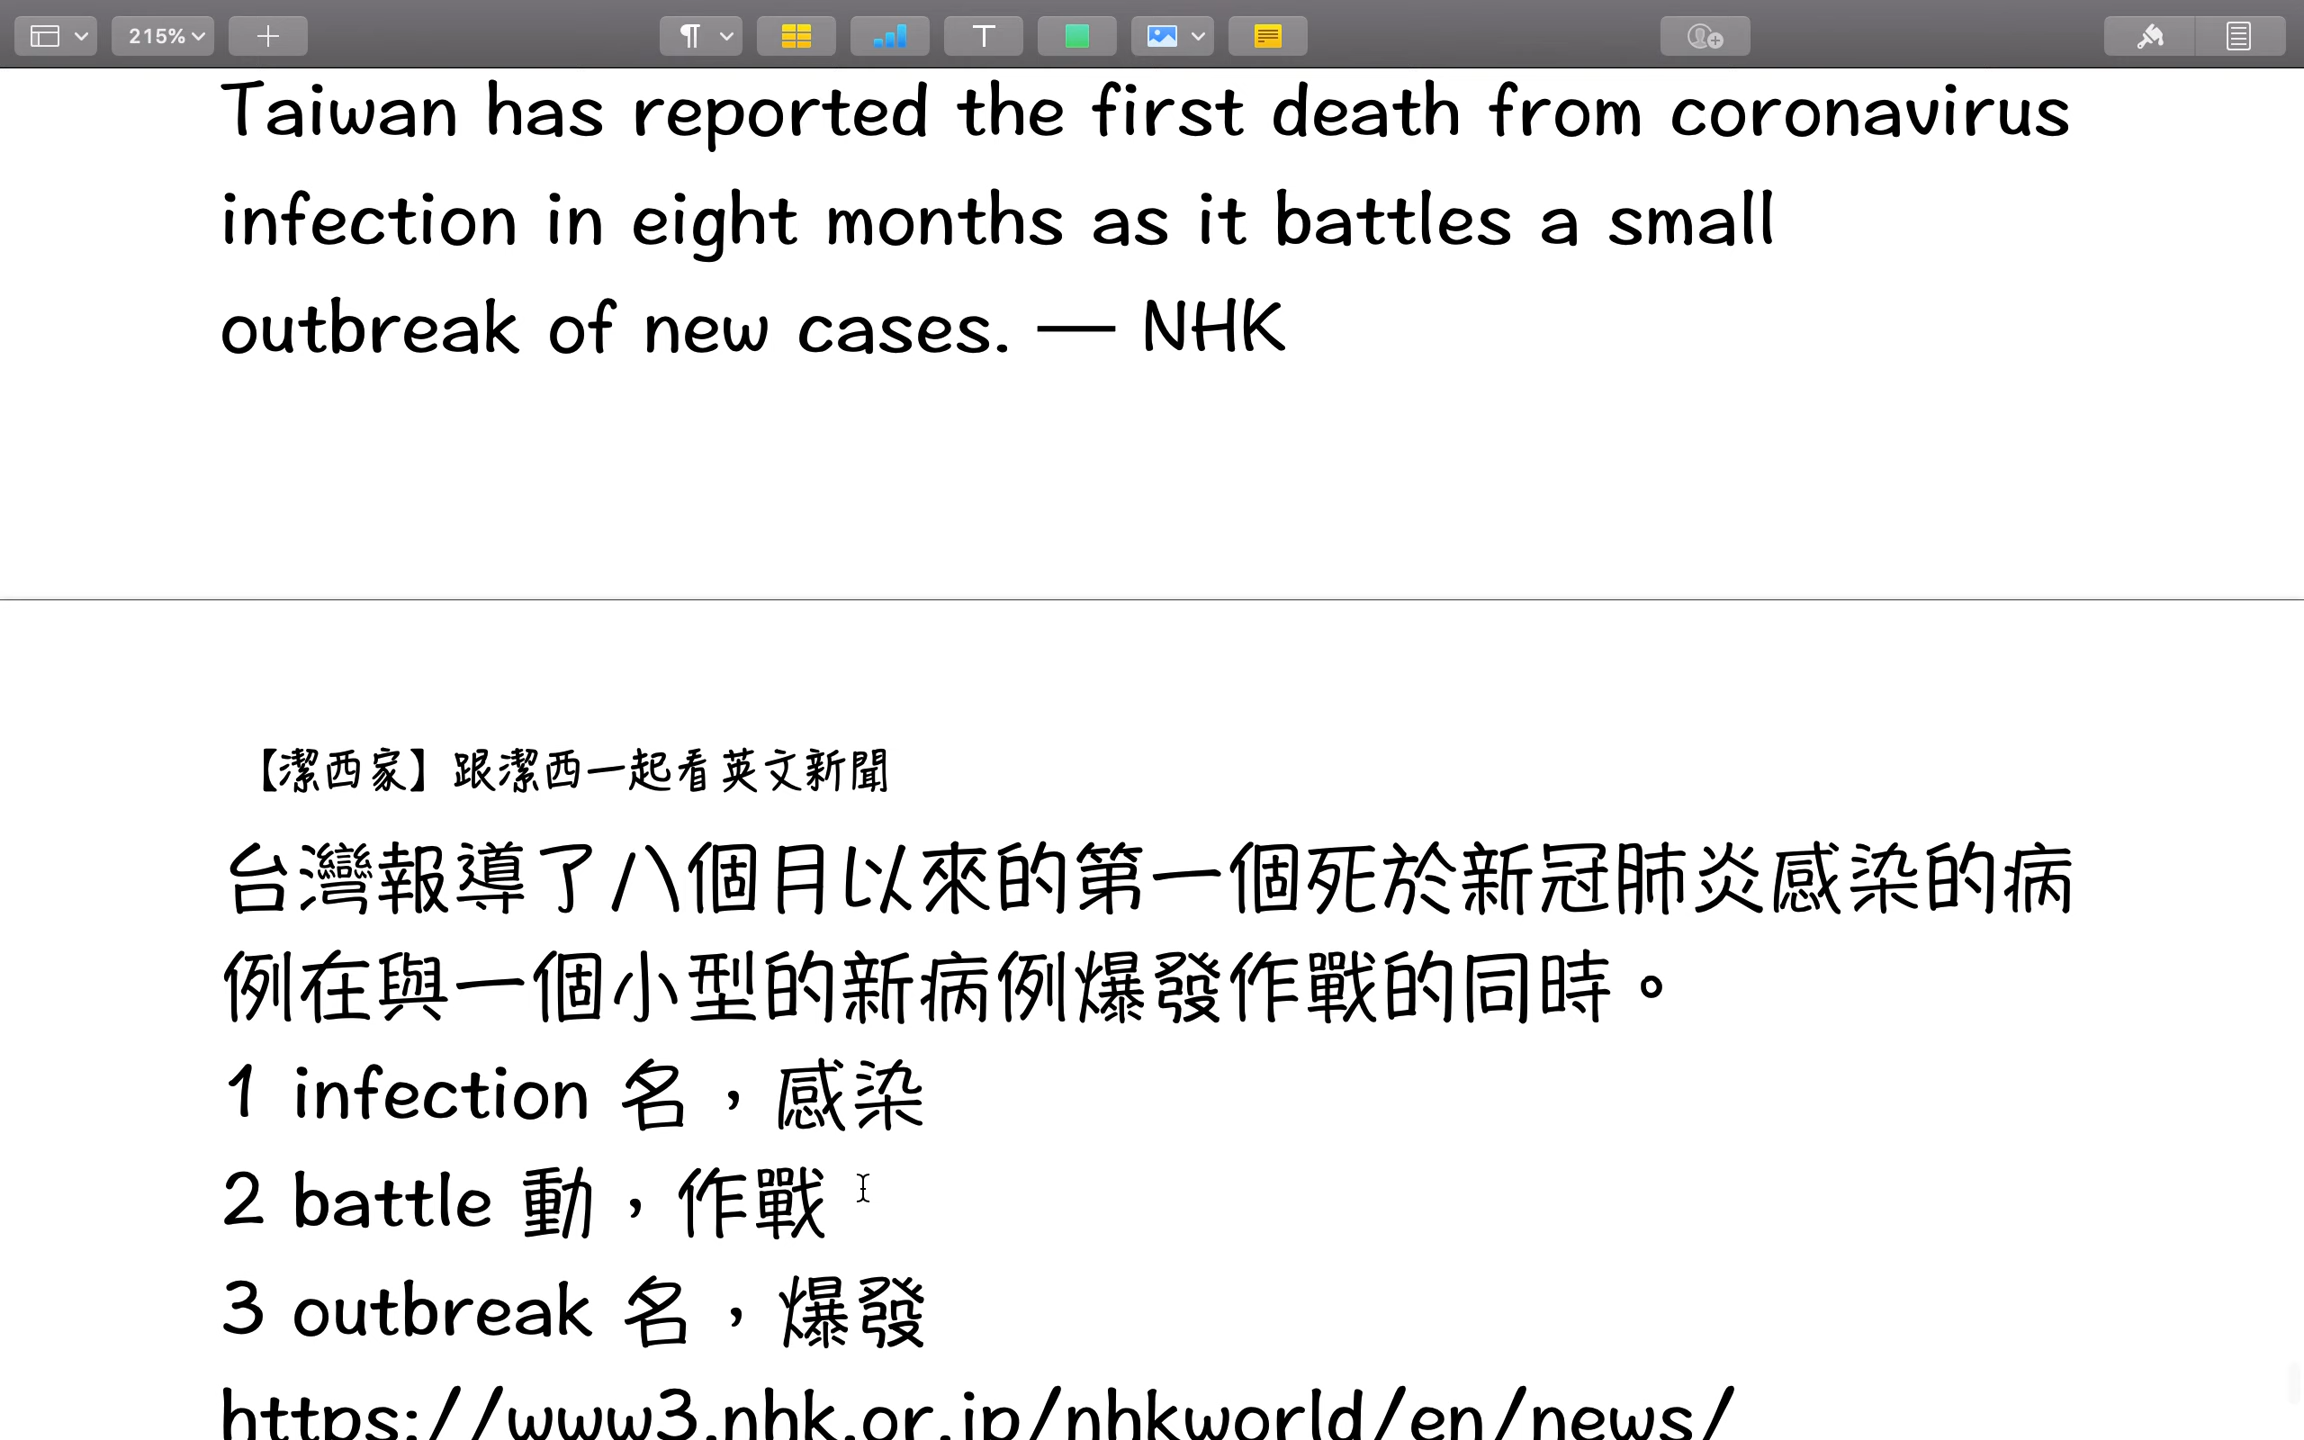 215%
Taiwan has reported the first death from coronavirus
infection in eight months as it battles a small
outbreak of new cases. — NHK
【潔西家】跟潔西一起看英文新聞
台灣報導了八個月以來的第一個死於新冠肺炎感染的病
例在與一個小型的新病例爆發作戰的同時。
1 infection 名，感染
2 battle 動，作戰
3 outbreak 名，爆發
https://www3.nhk.or.jp/nhkworld/en/news/